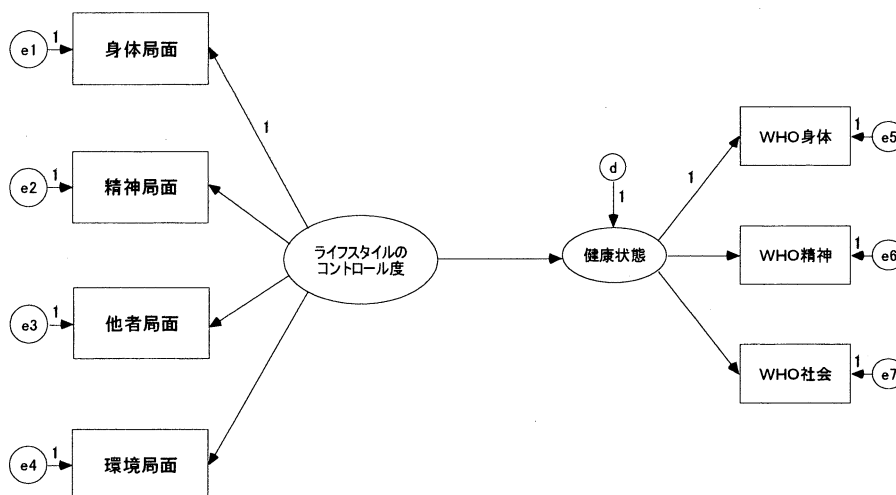 e1
1
身体局面
1
e2
1
精神局面
e3
1
他者局面
e4
1
環境局面
ライフスタイルの
コントロール度
d
1
健康状態
1
WHO身体
1
e5
WHO精神
1
e6
WHO社会
1
e7